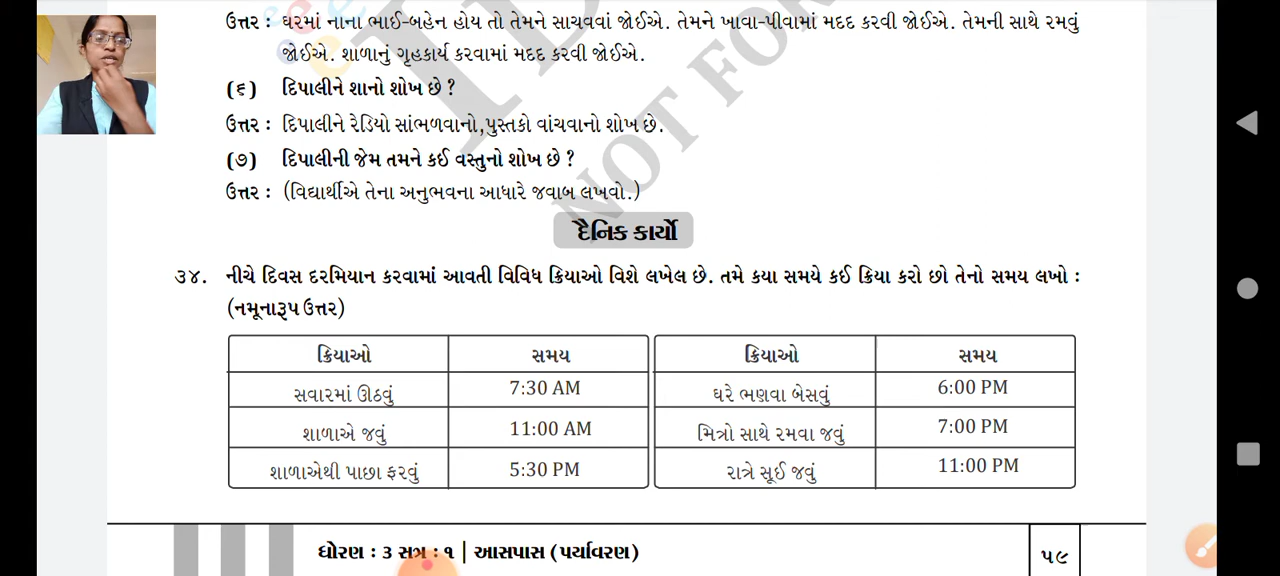 ઉત્તર : ઘરમાં નાના ભાઈ-બહેન હોય તો તેમને સાચવવાં જોઈએ. તેમને ખાવા-પીવામાં મદદ કરવી જોઈએ. તેમની સાથે રમવું
જોઈએ. શાળાનું ગૃહકાર્ય કરવામાં મદદ કરવી જોઈએ.
(૬) દિપાલીને શાનો શોખ છે ?
ઉત્તર : દિપાલીને રેડિયો સાંભળવાનો,પુસ્તકો વાંચવાનો શોખ છે.
(૭) દિપાલીની જેમ તમને કઈ વસ્તુનો શોખ છે ?
ઉત્તર : (વિદ્યાર્થીએ તેના અનુભવના આધારે જવાબ લખવો.)
NOT FOR
દૈનિક કાર્યો
૩૪. નીચે દિવસ દરમિયાન કરવામાં આવતી વિવિધ ક્રિયાઓ વિશે લખેલ છે. તમે કયા સમયે કઈ ક્રિયા કરો છો તેનો સમય લખો :
(નમૂનારૂપ ઉત્તર)
ક્રિયાઓ સમય ક્રિયાઓ સમય
સવારમાં ઊઠવું 7:30 AM ઘરે ભણવા બેસવું 6:00 PM
શાળાએ જવું 11:00 AM મિત્રો સાથે રમવા જવું 7:00 PM
શાળાએથી પાછા ફરવું 5:30 PM રાત્રે સૂઈ જવું 11:00 PM
ધોરણ : ૩ સત્ર : ૧ | આસપાસ (પર્યાવરણ) ૫૯